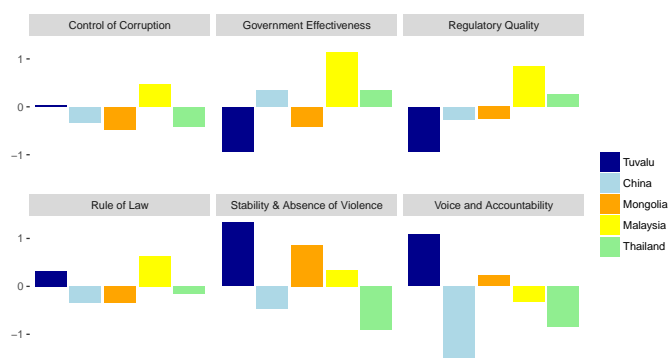 Control of Corruption
Government Effectiveness
Regulatory Quality
1
0
−1
Rule of Law
Stability & Absence of Violence
Voice and Accountability
1
0
−1
Tuvalu
China
Mongolia
Malaysia
Thailand